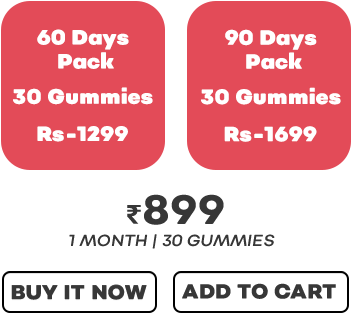 60 Days
Pack
30 Gummies
Rs-1299
90 Days
Pack
30 Gummies
Rs-1699
₹899
1 MONTH | 30 GUMMIES
BUY IT NOW
ADD TO CART